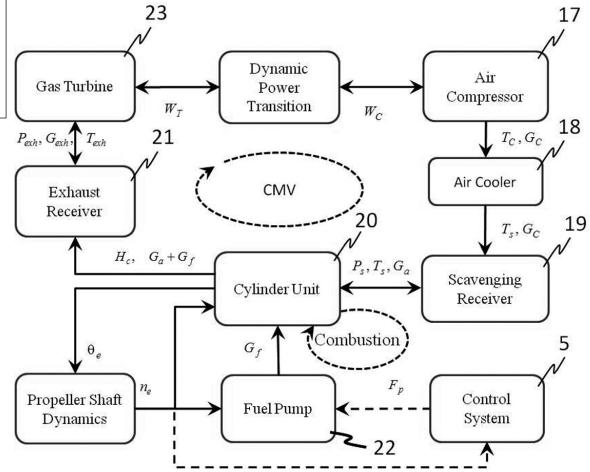 23
17
Gas Turbine
Dynamic
Power
Transition
Air
Compressor
W_T
W_C
P_exh, G_exh, T_exh
21
T_C, G_C
18
Exhaust
Receiver
CMV
Air Cooler
20
T_s, G_C
19
H_c, G_a + G_f
Cylinder Unit
P_s, T_s, G_a
Scavenging
Receiver
Combustion
θ_e
G_f
5
n_e
F_p
Propeller Shaft
Dynamics
Fuel Pump
Control
System
22